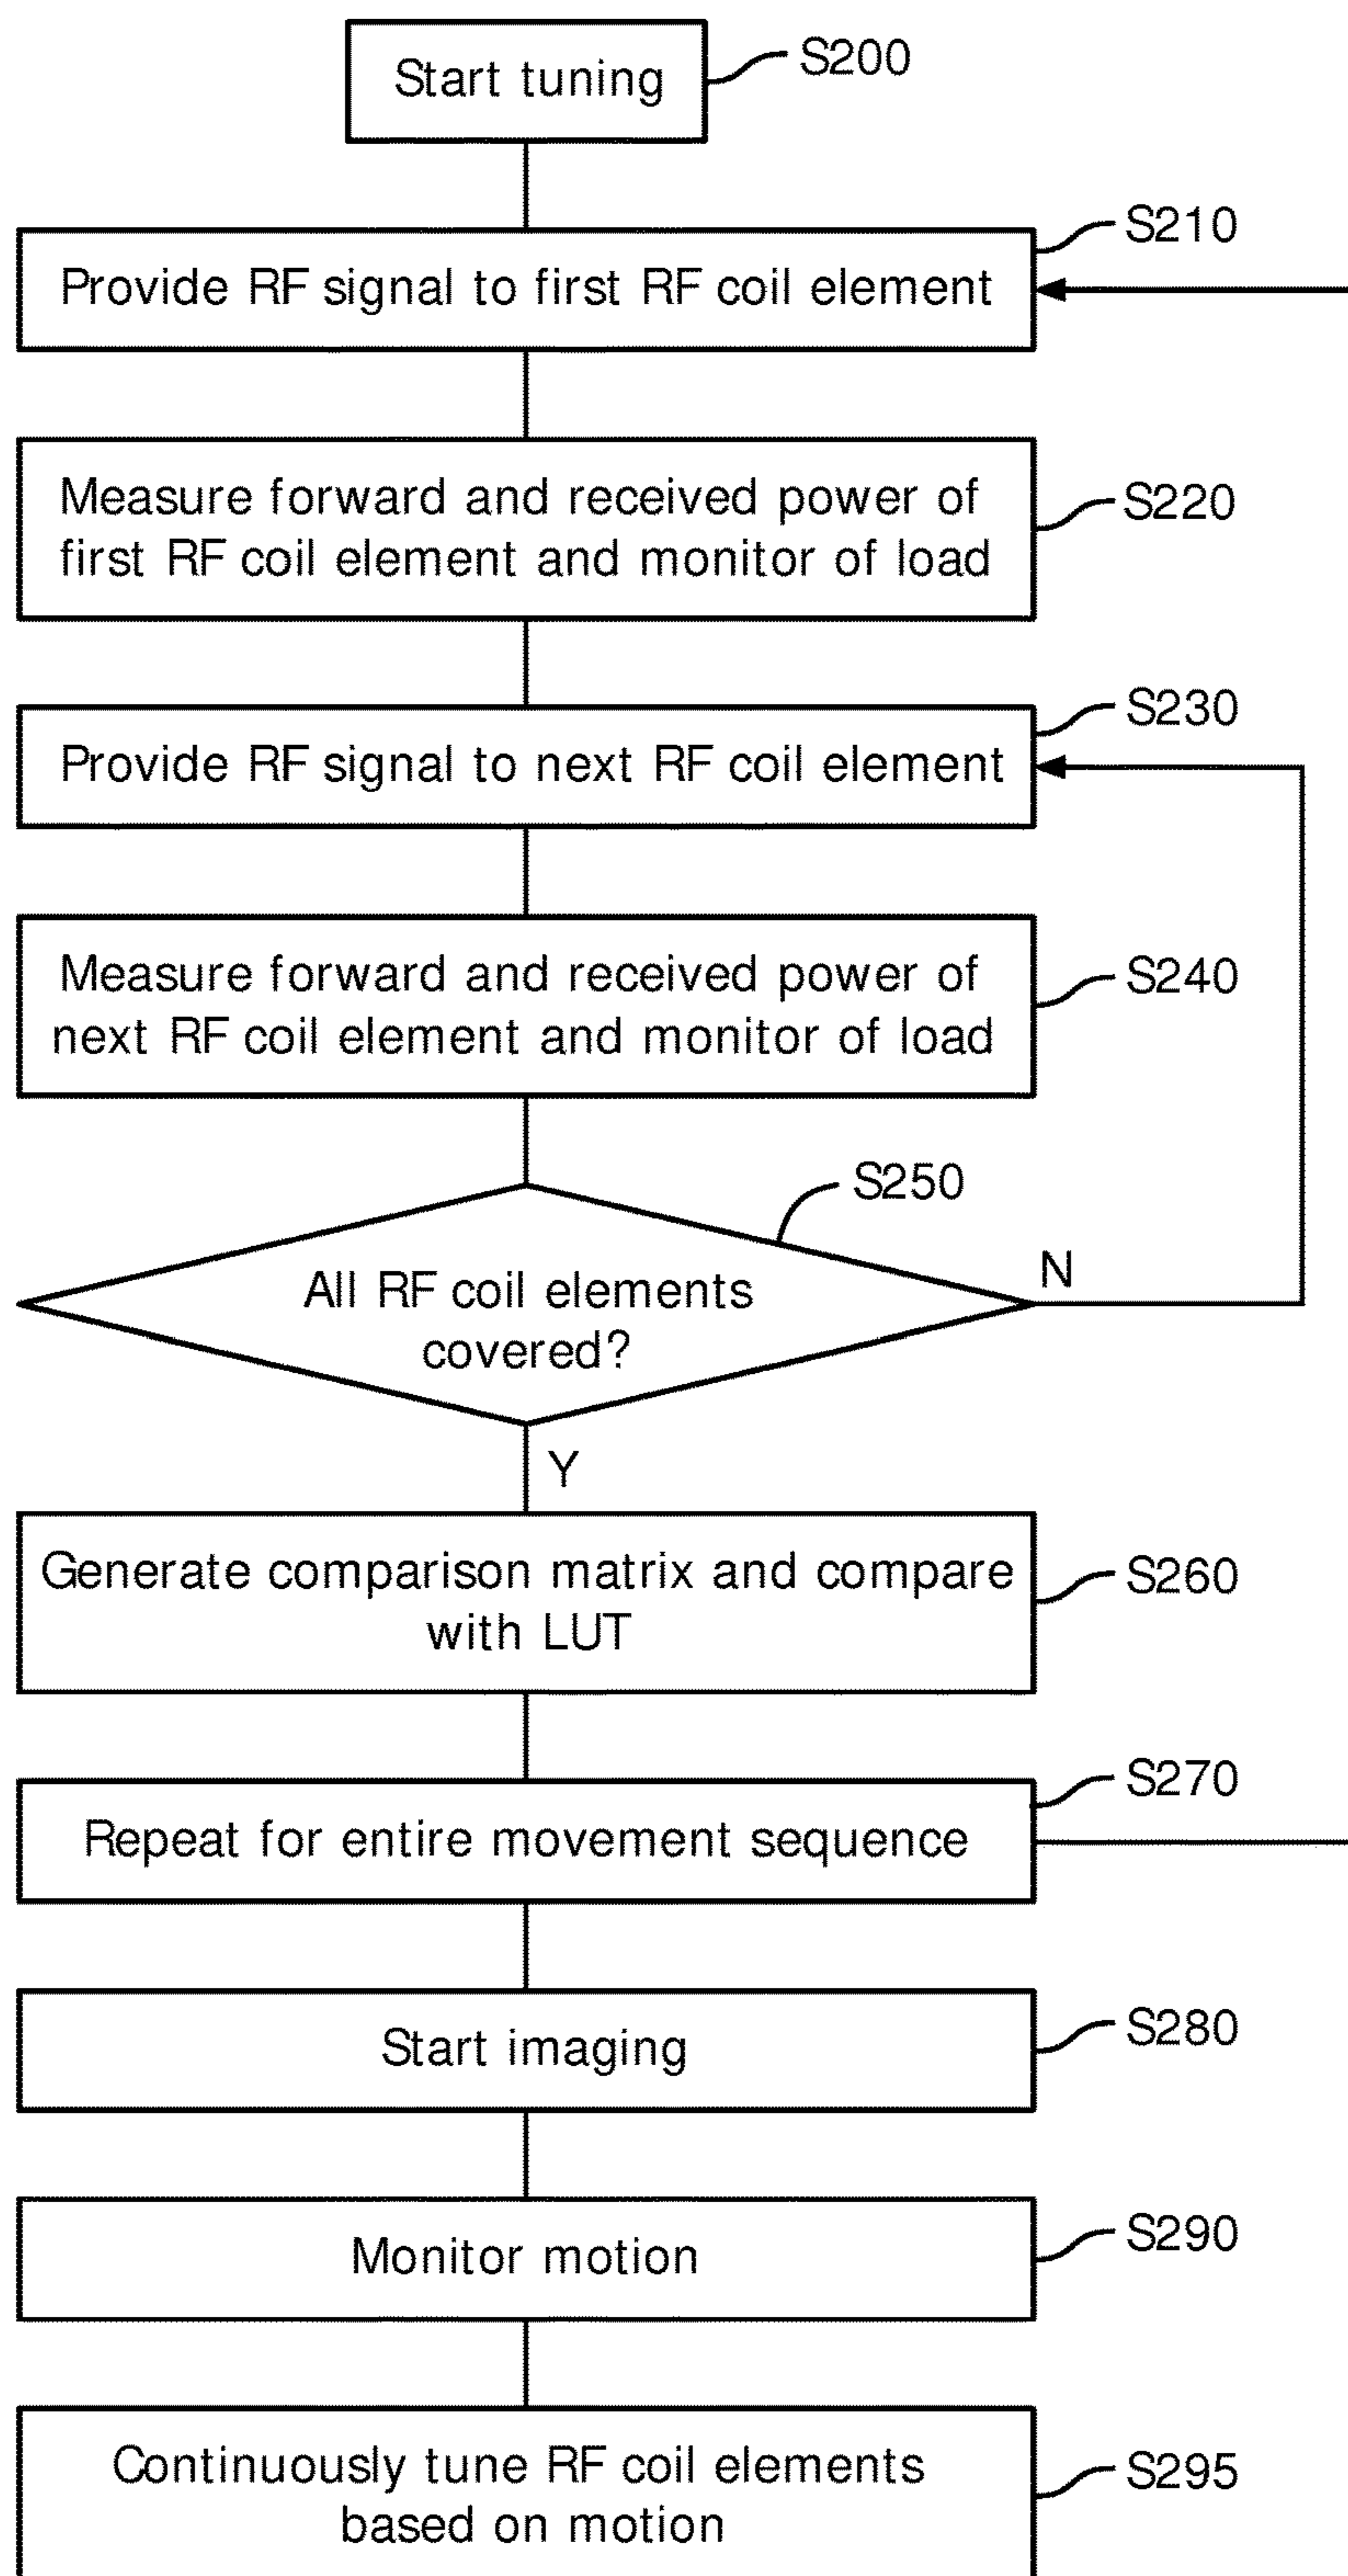 Start tuning
S200
S210
Provide RF signal to first RF coil element
Measure forward and received power of
S220
first RF coil element and monitor of load
S230
Provide RF signal to next RF coil element
Measure forward and received power of
S240
next RF coil element and monitor of load
S250
N
All RF coil elements
covered?
Y
Generate comparison matrix and compare
S260
with LUT
S270
Repeat for entire movement sequence
S280
Start imaging
S290
Monitor motion
Continuously tune RF coil elements
S295
based on motion